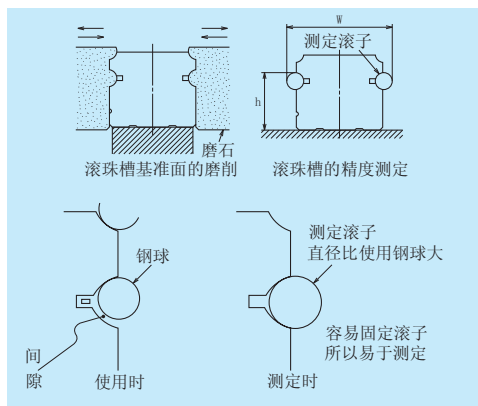 W
测定滚子
h
磨石
滚珠槽基准面的磨削
滚珠槽的精度测定
钢球
间
隙
使用时
测定滚子
直径比使用钢球大
容易固定滚子
所以易于测定
测定时